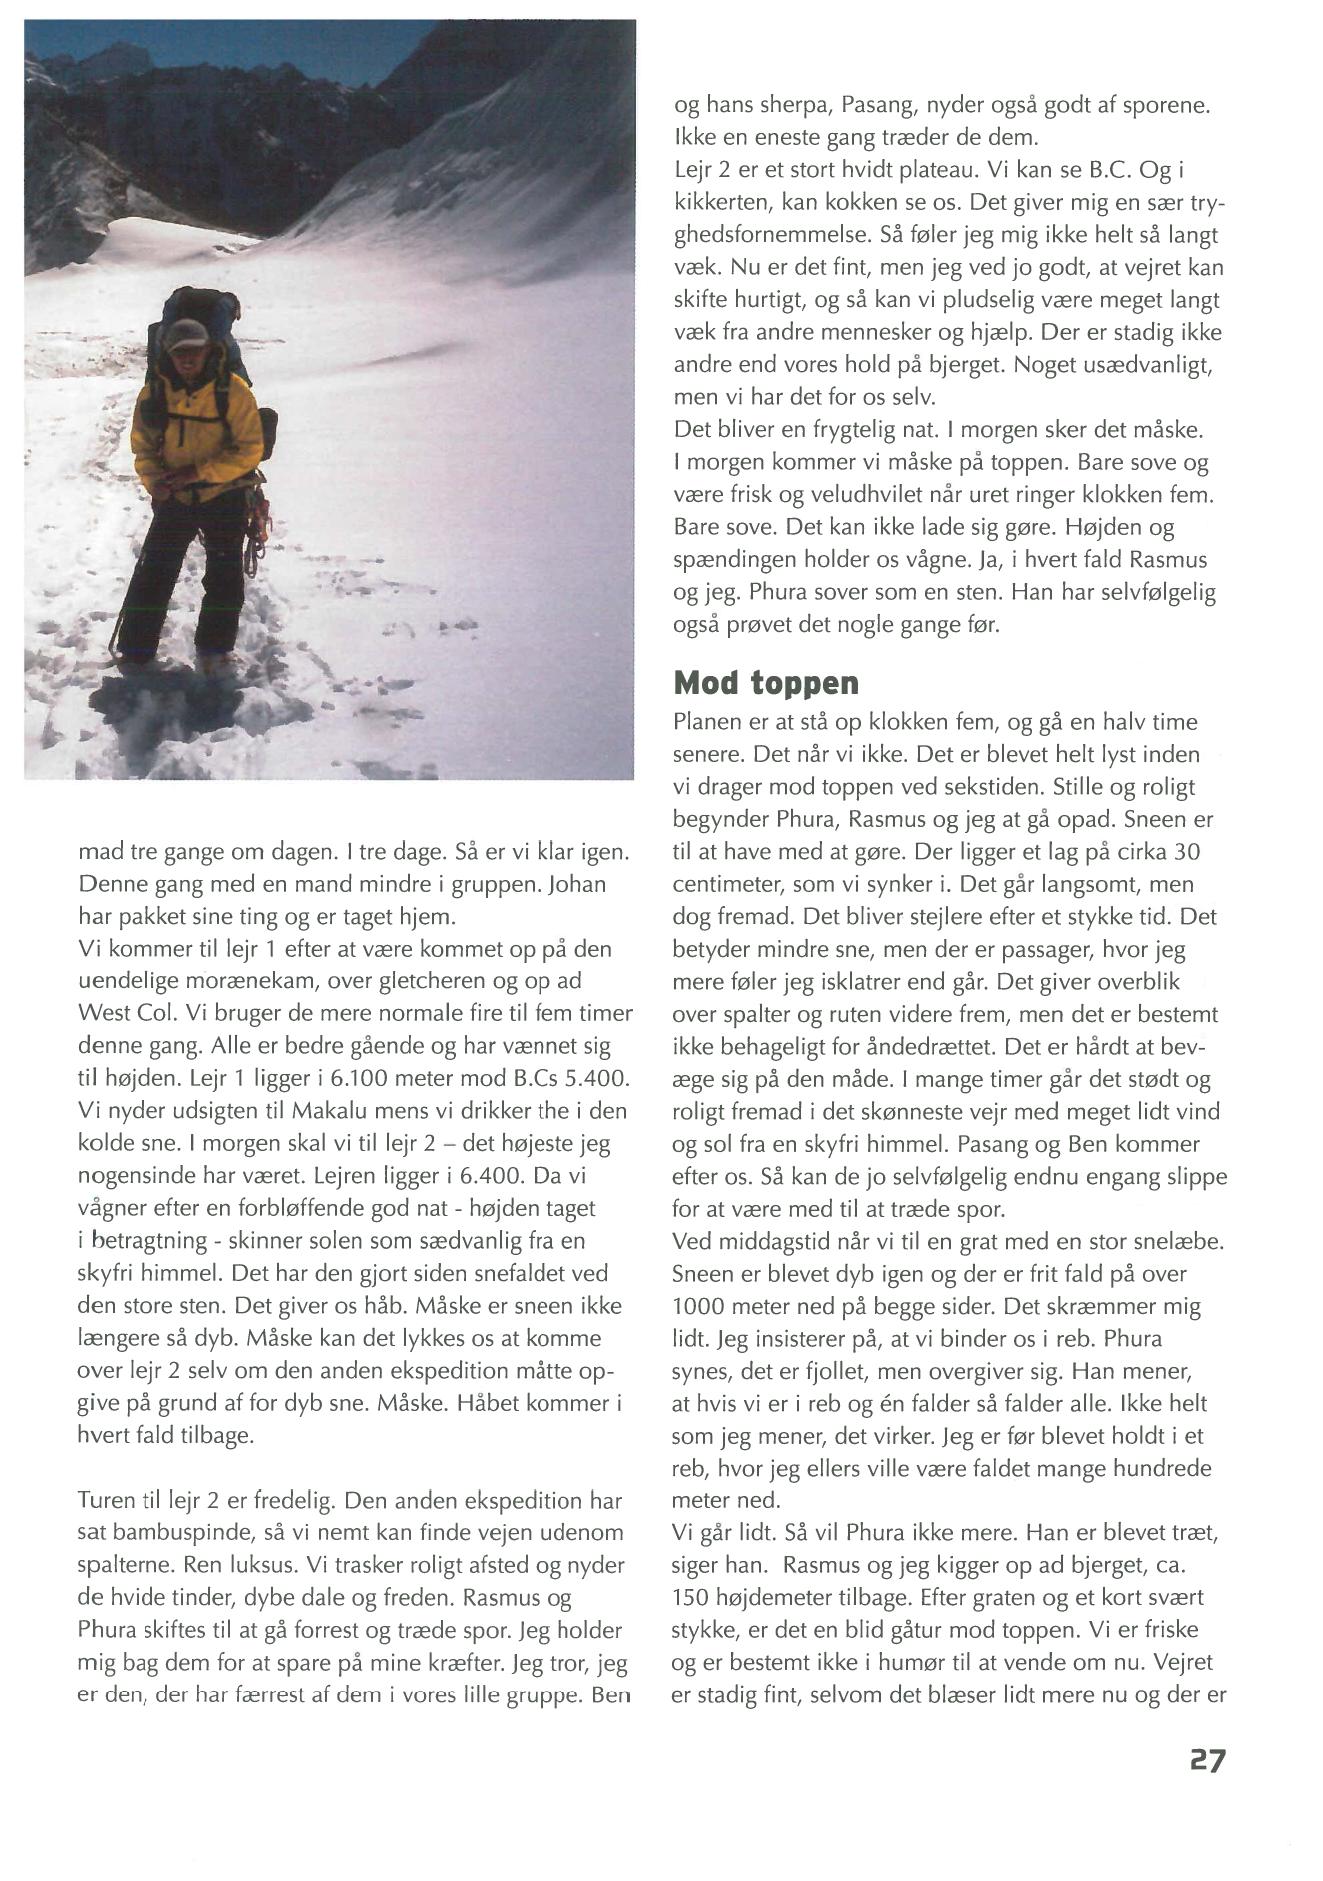 mad tre gange om dagen. I tre dage. Så er vi klar igen.
Denne gang med en mand mindre i gruppen. Johan
har pakket sine ting og er taget hjem.
Vi kommer til lejr 1 efter at være kommet op på den
uendelige morænekam, over gletcheren og op ad
West Col. Vi bruger de mere normale fire til fem timer
denne gang. Alle er bedre gående og har vænnet sig
til højden. Lejr 1 ligger i 6.100 meter mod B.Cs 5.400.
Vi nyder udsigten til Makalu mens vi drikker the i den
kolde sne. I morgen skal vi til lejr 2 – det højeste jeg
nogensinde har været. Lejren ligger i 6.400. Da vi
vågner efter en forbløffende god nat - højden taget
i betragtning - skinner solen som sædvanlig fra en
skyfri himmel. Det har den gjort siden snefaldet ved
den store sten. Det giver os håb. Måske er sneen ikke
længere så dyb. Måske kan det lykkes os at komme
over lejr 2 selv om den anden ekspedition måtte op-
give på grund af for dyb sne. Måske. Håbet kommer i
hvert fald tilbage.

Turen til lejr 2 er fredelig. Den anden ekspedition har
sat bambuspinde, så vi nemt kan finde vejen udenom
spalterne. Ren luksus. Vi trasker roligt afsted og nyder
de hvide tinder, dybe dale og freden. Rasmus og
Phura skiftes til at gå forrest og træde spor. Jeg holder
mig bag dem for at spare på mine kræfter. Jeg tror, jeg
er den, der har færrest af dem i vores lille gruppe. Ben
og hans sherpa, Pasang, nyder også godt af sporene.
Ikke en eneste gang træder de dem.
Lejr 2 er et stort hvidt plateau. Vi kan se B.C. Og i
kikkerten, kan kokken se os. Det giver mig en sær try-
ghedsfornemmelse. Så føler jeg mig ikke helt så langt
væk. Nu er det fint, men jeg ved jo godt, at vejret kan
skifte hurtigt, og så kan vi pludselig være meget langt
væk fra andre mennesker og hjælp. Der er stadig ikke
andre end vores hold på bjerget. Noget usædvanligt,
men vi har det for os selv.
Det bliver en frygtelig nat. I morgen sker det måske.
I morgen kommer vi måske på toppen. Bare sove og
være frisk og veludhvilet når uret ringer klokken fem.
Bare sove. Det kan ikke lade sig gøre. Højden og
spændingen holder os vågne. Ja, i hvert fald Rasmus
og jeg. Phura sover som en sten. Han har selvfølgelig
også prøvet det nogle gange før.

Mod toppen
Planen er at stå op klokken fem, og gå en halv time
senere. Det når vi ikke. Det er blevet helt lyst inden
vi drager mod toppen ved sekstiden. Stille og roligt
begynder Phura, Rasmus og jeg at gå opad. Sneen er
til at have med at gøre. Der ligger et lag på cirka 30
centimeter, som vi synker i. Det går langsomt, men
dog fremad. Det bliver stejlere efter et stykke tid. Det
betyder mindre sne, men der er passager, hvor jeg
mere føler jeg isklatrer end går. Det giver overblik
over spalter og ruten videre frem, men det er bestemt
ikke behageligt for åndedrættet. Det er hårdt at bev-
æge sig på den måde. I mange timer går det stødt og
roligt fremad i det skønneste vejr med meget lidt vind
og sol fra en skyfri himmel. Pasang og Ben kommer
efter os. Så kan de jo selvfølgelig endnu engang slippe
for at være med til at træde spor.
Ved middagstid når vi til en grat med en stor snelæbe.
Sneen er blevet dyb igen og der er frit fald på over
1000 meter ned på begge sider. Det skræmmer mig
lidt. Jeg insisterer på, at vi binder os i reb. Phura
synes, det er fjollet, men overgiver sig. Han mener,
at hvis vi er i reb og én falder så falder alle. Ikke helt
som jeg mener, det virker. Jeg er før blevet holdt i et
reb, hvor jeg ellers ville være faldet mange hundrede
meter ned.
Vi går lidt. Så vil Phura ikke mere. Han er blevet træt,
siger han. Rasmus og jeg kigger op ad bjerget, ca.
150 højdemeter tilbage. Efter graten og et kort svært
stykke, er det en blid gåtur mod toppen. Vi er friske
og er bestemt ikke i humør til at vende om nu. Vejret
er stadig fint, selvom det blæser lidt mere nu og der er
27